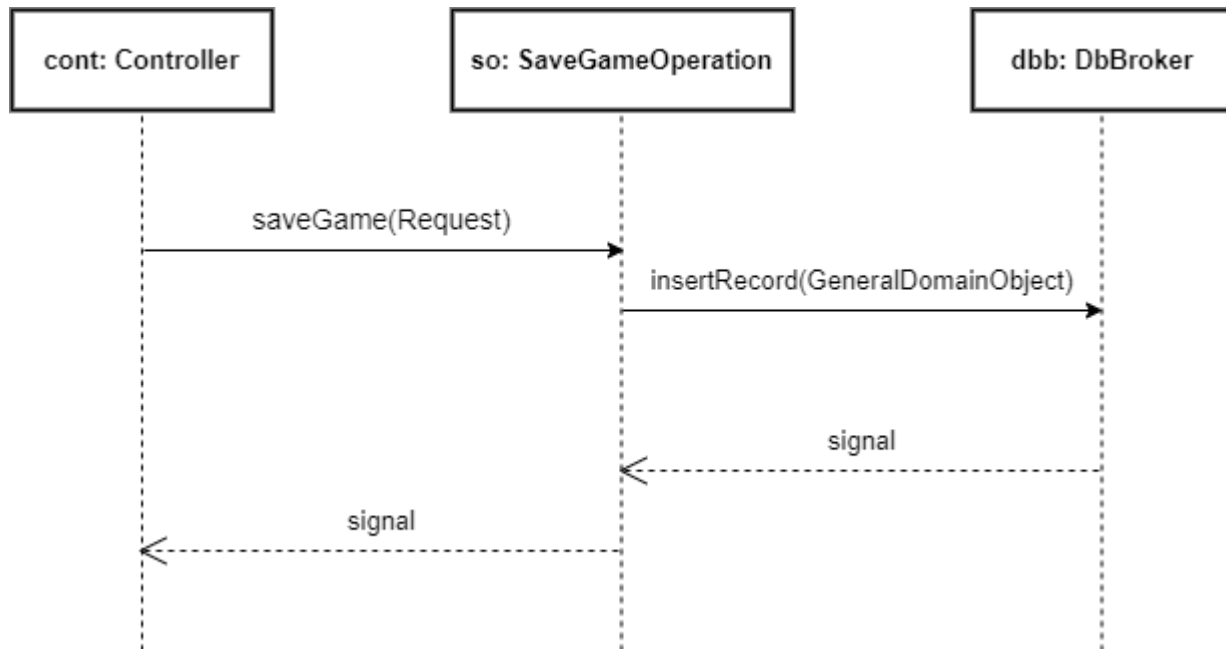 cont: Controller
so: SaveGameOperation
dbb: DbBroker
saveGame(Request)
insertRecord(GeneralDomainObject)
signal
signal